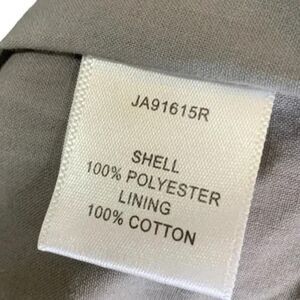 JA91615R
SHELL
100% POLYESTER
LINING
100% COTTON